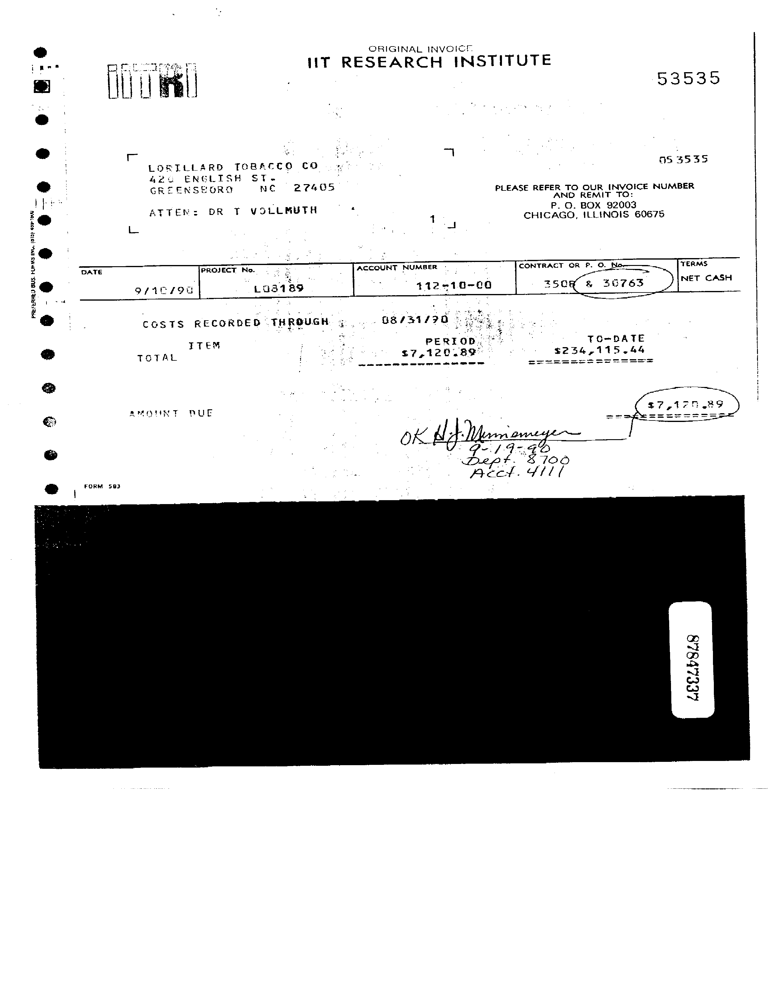 ORIGINAL INVOICE
IIT RESEARCH INSTITUTE
53535
053535
LORILLARD TOBACCO CO
420 ENGLISH ST.
GREENSBORO NC 27405
ATTEN: DR T VOLLMUTH
1
PLEASE REFER TO OUR INVOICE NUMBER
AND REMIT TO:
P. O. BOX 92003
CHICAGO, ILLINOIS 60675
DATE PROJECT No. ACCOUNT NUMBER CONTRACT OR P. O. No. TERMS
9/10/90 L08189 112-10-00 350E & 30763 NET CASH
COSTS RECORDED THROUGH 08/31/90
ITEM PERIOD TO-DATE
TOTAL $7,120.89 $234,115.44
AMOUNT DUE $7,120.89
OK H.J. Minnemeyer
9-19-90
Dept. 8700
Acct. 4111
FORM 583
87847337